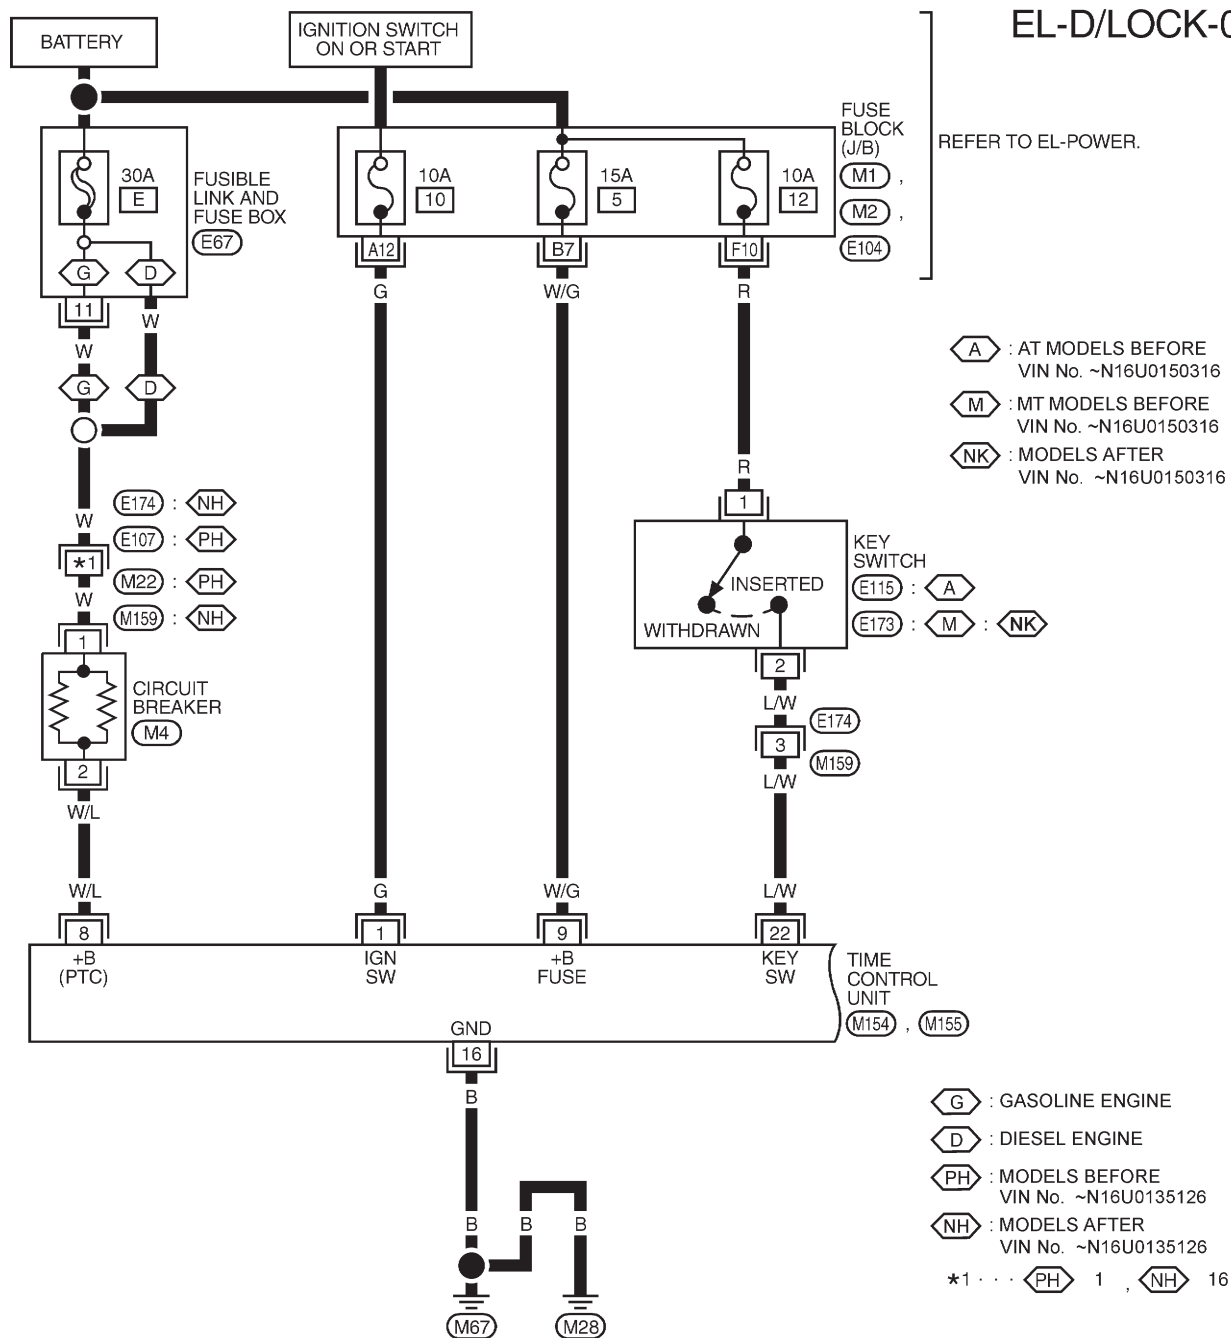 EL-D/LOCK-0
BATTERY
IGNITION SWITCH
ON OR START
FUSE
BLOCK
(J/B)
REFER TO EL-POWER.
M1 ,
M2 ,
E104
30A
E
FUSIBLE
LINK AND
FUSE BOX
E67
10A
10
15A
5
10A
12
A12
B7
F10
G
D
11
W
G
W/G
R
W
G
D
A : AT MODELS BEFORE
VIN No. ~N16U0150316
M : MT MODELS BEFORE
VIN No. ~N16U0150316
NK : MODELS AFTER
VIN No. ~N16U0150316
R
1
W
E174 : NH
E107 : PH
*1
M22 : PH
W
M159 : NH
KEY
SWITCH
INSERTED
WITHDRAWN
E115 : A
E173 : M : NK
1
CIRCUIT
BREAKER
M4
2
W/L
2
L/W
E174
3
M159
L/W
W/L
G
W/G
L/W
8
1
9
22
+B
(PTC)
IGN
SW
+B
FUSE
KEY
SW
TIME
CONTROL
UNIT
M154 , M155
GND
16
B
B
B
B
M67
M28
G : GASOLINE ENGINE
D : DIESEL ENGINE
PH : MODELS BEFORE
VIN No. ~N16U0135126
NH : MODELS AFTER
VIN No. ~N16U0135126
*1 · · · PH 1 , NH 16